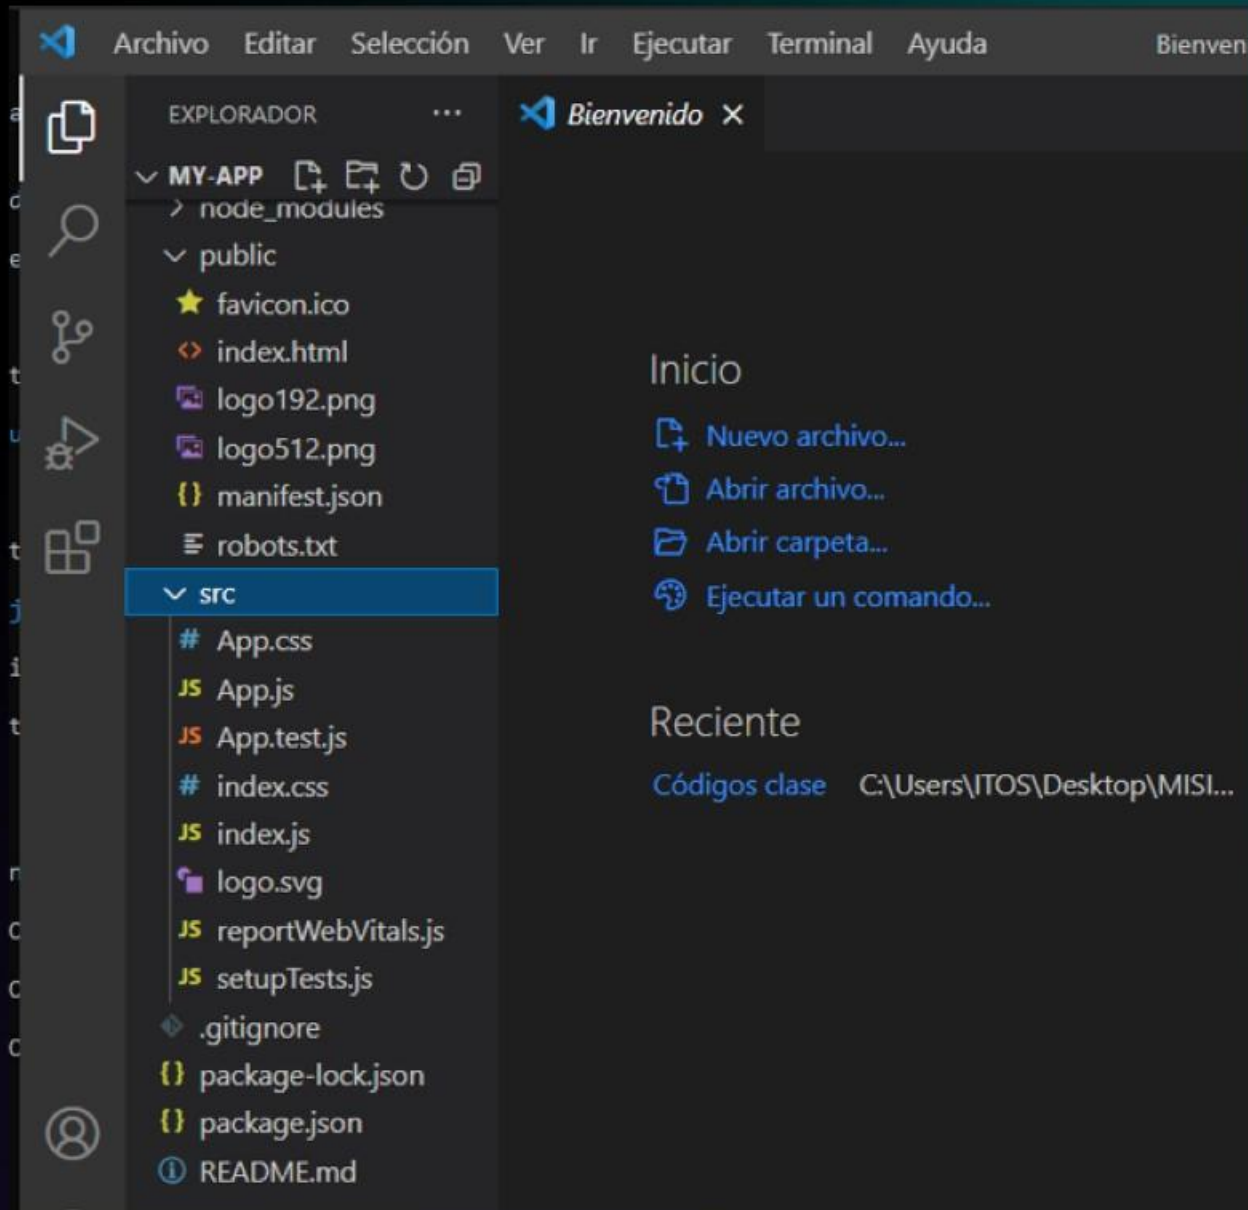 Archivo Editar Selección Ver Ir Ejecutar Terminal Ayuda
EXPLORADOR
Bienvenido
MY-APP
node_modules
public
favicon.ico
index.html
logo192.png
logo512.png
manifest.json
robots.txt
src
App.css
App.js
App.test.js
index.css
index.js
logo.svg
reportWebVitals.js
setupTests.js
.gitignore
package-lock.json
package.json
README.md
Inicio
Nuevo archivo...
Abrir archivo...
Abrir carpeta...
Ejecutar un comando...
Reciente
Códigos clase C:\Users\ITOS\Desktop\MISI...